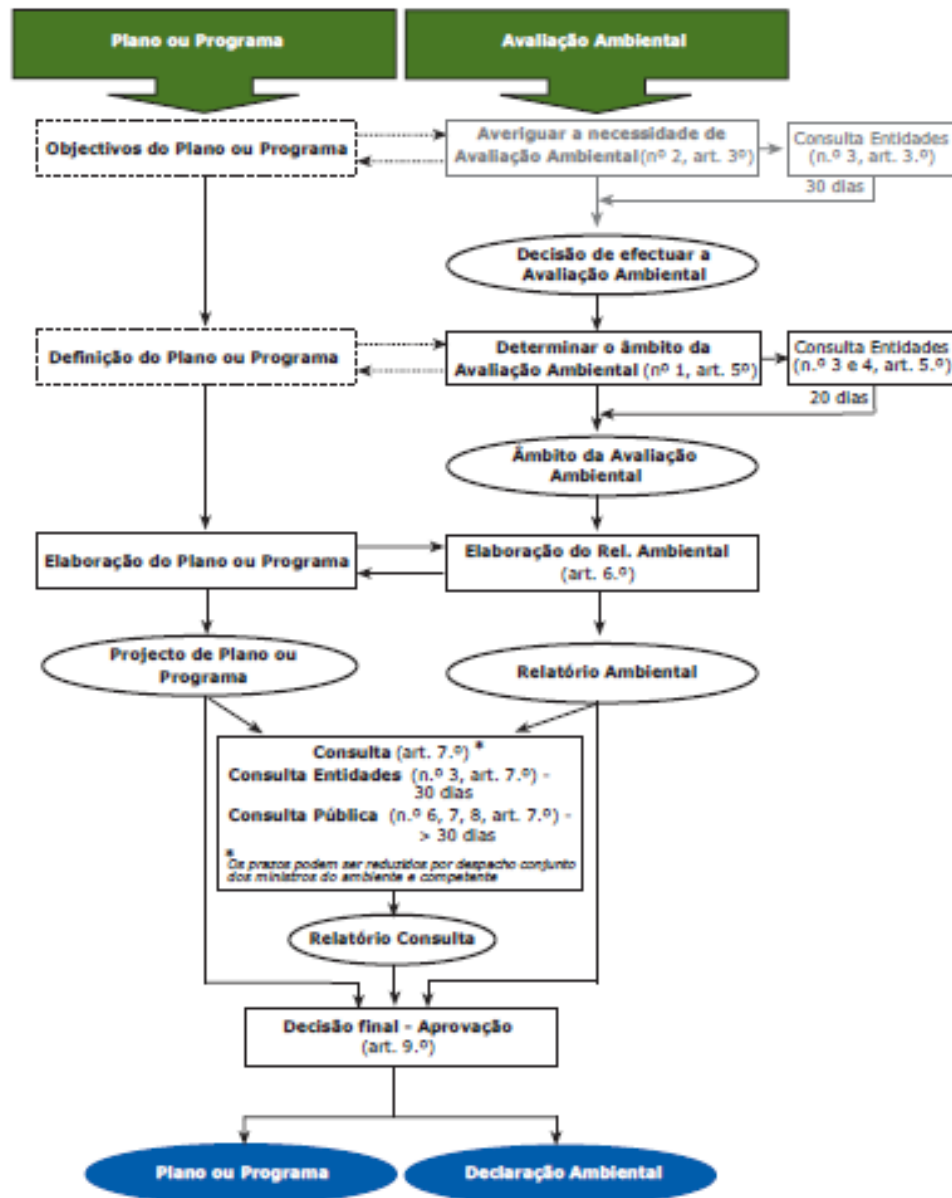 Plano ou Programa
Avaliação Ambiental
Objectivos do Plano ou Programa
Averiguar a necessidade de
Avaliação Ambiental (nº 2, art. 3º)
Consulta Entidades
(n.º 3, art. 3.º)
30 dias
Decisão de efectuar a
Avaliação Ambiental
Definição do Plano ou Programa
Determinar o âmbito da
Avaliação Ambiental (nº 1, art. 5º)
Consulta Entidades
(n.º 3 e 4, art. 5.º)
20 dias
Âmbito da Avaliação
Ambiental
Elaboração do Plano ou Programa
Elaboração do Rel. Ambiental
(art. 6.º)
Projecto de Plano ou
Programa
Relatório Ambiental
Consulta (art. 7.º) *
Consulta Entidades (n.º 3, art. 7.º) -
30 dias
Consulta Pública (n.º 6, 7, 8, art. 7.º) -
> 30 dias
*
Os prazos podem ser reduzidos por despacho conjunto
dos ministros do ambiente e competente
Relatório Consulta
Decisão final - Aprovação
(art. 9.º)
Plano ou Programa
Declaração Ambiental